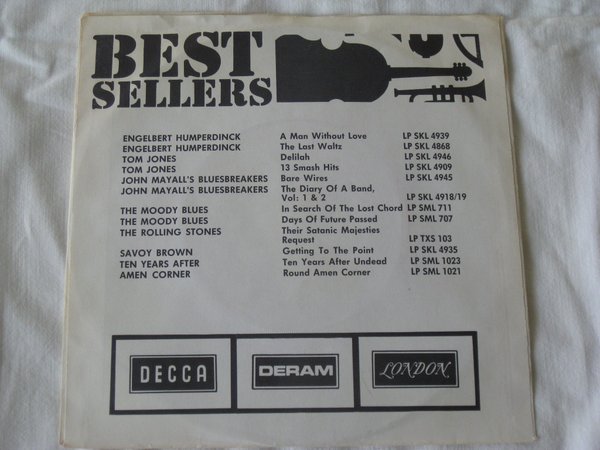 BEST
SELLERS
ENGELBERT HUMPERDINCK A Man Without Love LP SKL 4939
ENGELBERT HUMPERDINCK The Last Waltz LP SKL 4868
TOM JONES Delilah LP SKL 4946
TOM JONES 13 Smash Hits LP SKL 4909
JOHN MAYALL'S BLUESBREAKERS Bare Wires LP SKL 4945
JOHN MAYALL'S BLUESBREAKERS The Diary Of A Band,
Vol: 1 & 2 LP SKL 4918/19
THE MOODY BLUES In Search Of The Lost Chord LP SML 711
THE MOODY BLUES Days Of Future Passed LP SML 707
THE ROLLING STONES Their Satanic Majesties
Request LP TXS 103
SAVOY BROWN Getting To The Point LP SKL 4935
TEN YEARS AFTER Ten Years After Undead LP SML 1023
AMEN CORNER Round Amen Corner LP SML 1021
DECCA DERAM LONDON